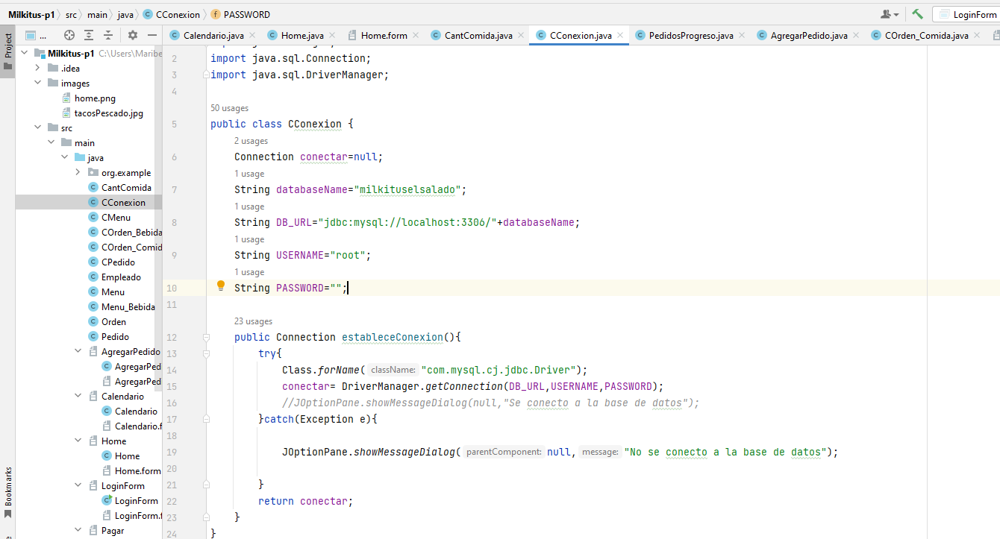 Milkitus-p1 src main java CConexion PASSWORD LoginForm
Project
...
Calendario.java Home.java Home.form CantComida.java CConexion.java PedidosProgreso.java AgregarPedido.java COrden_Comida.java
Milkitus-p1 C:\Users\Maribe
.idea
images
home.png
tacosPescado.jpg
src
main
java
org.example
CantComida
CConexion
CMenu
COrden_Bebida
COrden_Comid
CPedido
Empleado
Menu
Menu_Bebida
Orden
Pedido
AgregarPedido
AgregarPed
AgregarPed
Calendario
Calendario
Calendario.f
Home
Home
Home.form
LoginForm
LoginForm
LoginForm.f
Pagar
Bookmarks
2 import java.sql.Connection;
3 import java.sql.DriverManager;
4
50 usages
5 public class CConexion {
2 usages
6 Connection conectar=null;
1 usage
7 String databaseName="milkituselsalado";
1 usage
8 String DB_URL="jdbc:mysql://localhost:3306/"+databaseName;
1 usage
9 String USERNAME="root";
1 usage
10 String PASSWORD="";
11
23 usages
12 public Connection estableceConexion(){
13 try{
14 Class.forName( className: "com.mysql.cj.jdbc.Driver");
15 conectar= DriverManager.getConnection(DB_URL,USERNAME,PASSWORD);
16 //JOptionPane.showMessageDialog(null,"Se conecto a la base de datos");
17 }catch(Exception e){
18
19 JOptionPane.showMessageDialog( parentComponent: null, message: "No se conecto a la base de datos");
20
21 }
22 return conectar;
23 }
24 }